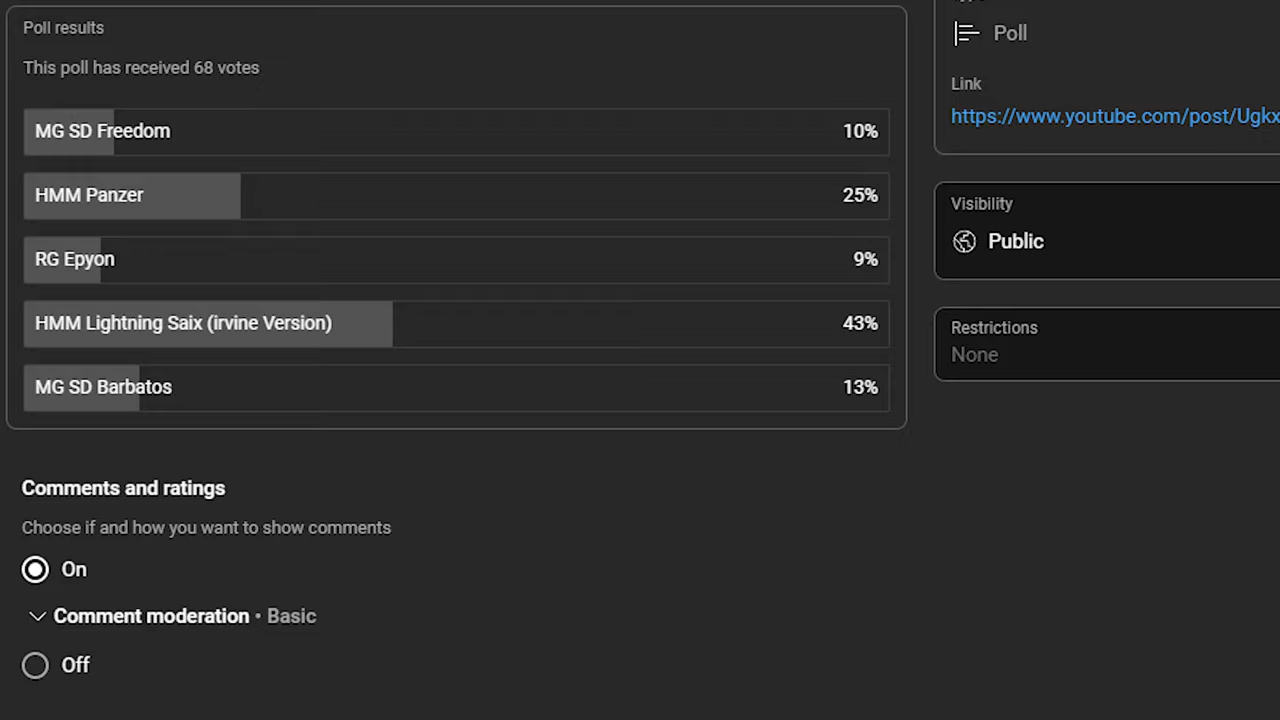 Poll results
This poll has received 68 votes
MG SD Freedom 10%
HMM Panzer 25%
RG Epyon 9%
HMM Lightning Saix (irvine Version) 43%
MG SD Barbatos 13%
Comments and ratings
Choose if and how you want to show comments
On
Comment moderation • Basic
Off
Poll
Link
https://www.youtube.com/post/Ugkx
Visibility
Public
Restrictions
None